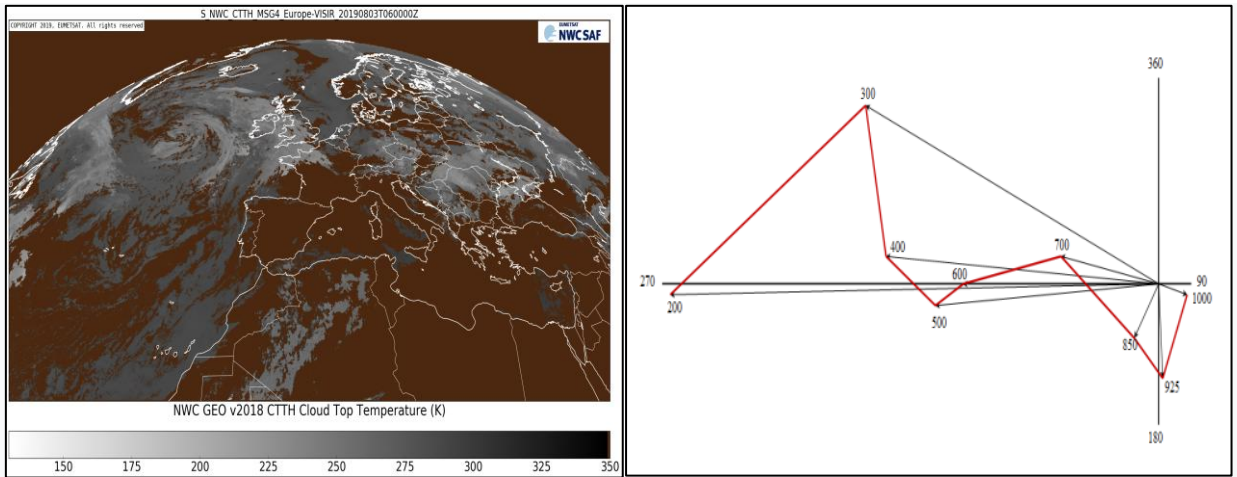 S_NWC_CTTH_MSG4_Europe-VISIR_20190803T060000Z
COPYRIGHT 2019, EUMETSAT. All rights reserved
EUMETSAT
NWC SAF
NWC GEO v2018 CTTH Cloud Top Temperature (K)
150 175 200 225 250 275 300 325 350
360
300
400
700
270
600
90
200
1000
500
850
925
180